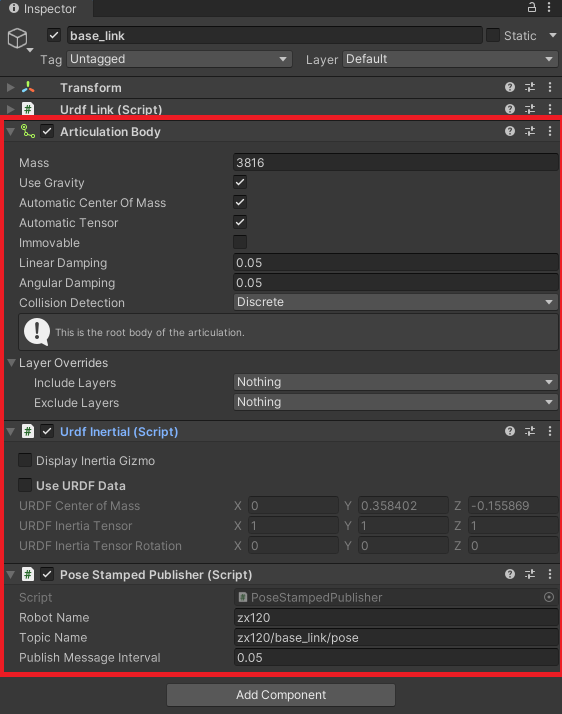 Inspector
base_link
Static
Tag Untagged Layer Default
Transform
# Urdf Link (Script)
Articulation Body
Mass 3816
Use Gravity
Automatic Center Of Mass
Automatic Tensor
Immovable
Linear Damping 0.05
Angular Damping 0.05
Collision Detection Discrete
This is the root body of the articulation.
Layer Overrides
Include Layers Nothing
Exclude Layers Nothing
# Urdf Inertial (Script)
Display Inertia Gizmo
Use URDF Data
URDF Center of Mass X 0 Y 0.358402 Z -0.155869
URDF Inertia Tensor X 1 Y 1 Z 1
URDF Inertia Tensor Rotation X 0 Y 0 Z 0
# Pose Stamped Publisher (Script)
Script # PoseStampedPublisher
Robot Name zx120
Topic Name zx120/base_link/pose
Publish Message Interval 0.05
Add Component